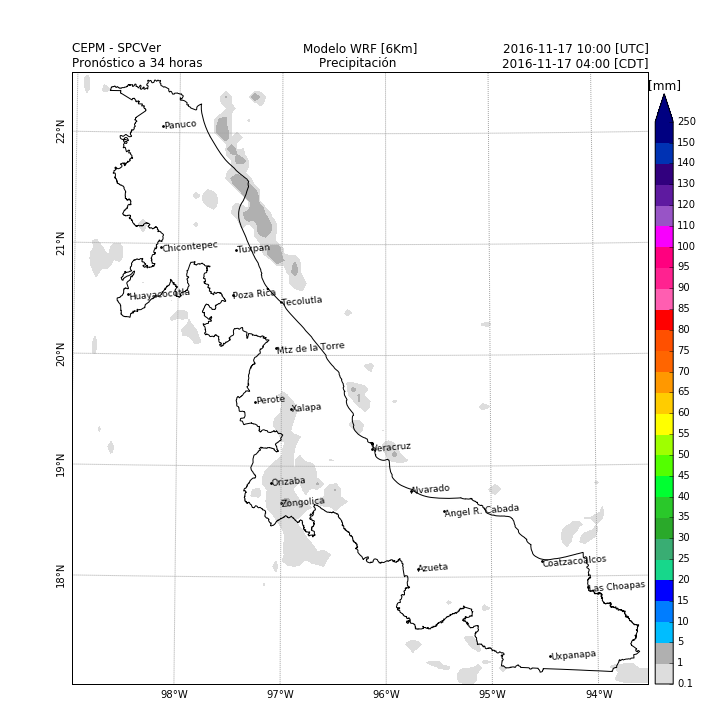 CEPM - SPCVer Modelo WRF [6Km] 2016-11-17 10:00 [UTC]
Pronóstico a 34 horas Precipitación 2016-11-17 04:00 [CDT]
[mm]
250
150
140
130
120
110
100
95
90
85
80
75
70
65
60
55
50
45
40
35
30
25
20
15
10
5
1
0.1
22°N
21°N
20°N
19°N
18°N
Panuco
Chicontepec
Tuxpan
Huayacocotla
Poza Rica
Tecolutla
Mtz de la Torre
Perote
Xalapa
Veracruz
Orizaba
Alvarado
Zongolica
Angel R. Cabada
Coatzacoalcos
Azueta
Las Choapas
Uxpanapa
98°W 97°W 96°W 95°W 94°W